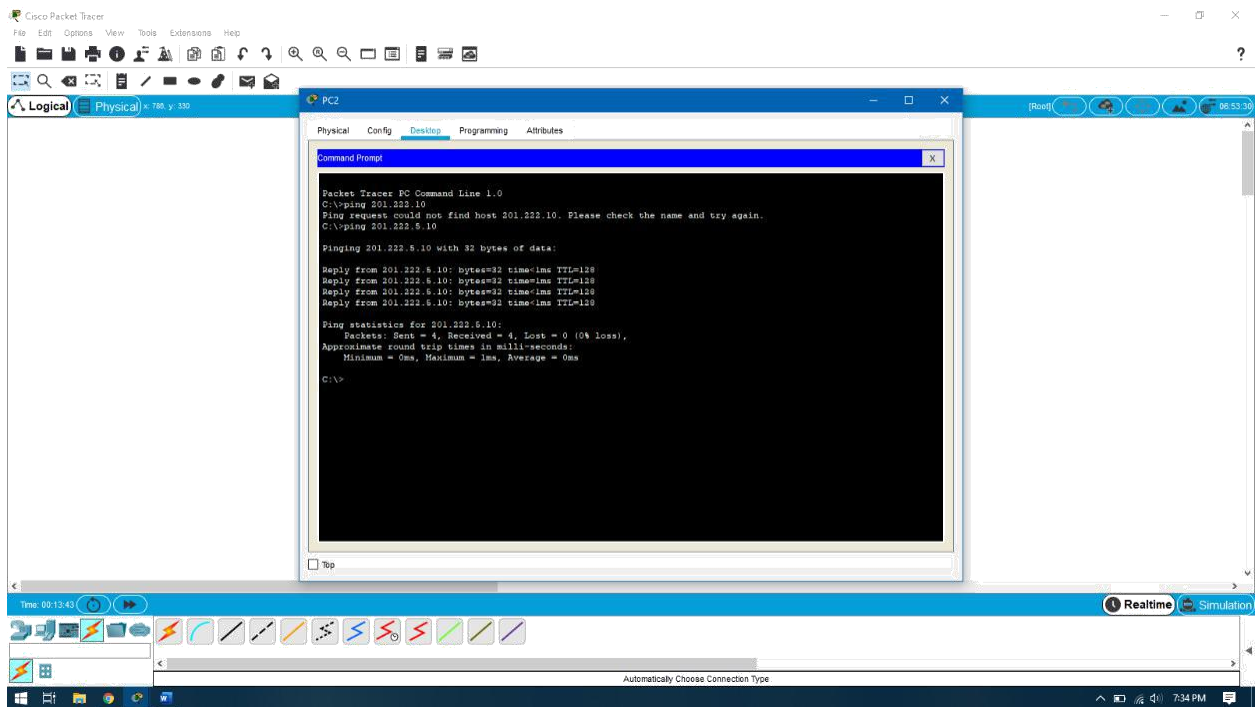 Cisco Packet Tracer
File Edit Options View Tools Extensions Help
?
Logical Physical x: 786, y: 330
[Root] 06:53:30
PC2
Physical Config Desktop Programming Attributes
Command Prompt
X
Packet Tracer PC Command Line 1.0
C:\>ping 201.222.10
Ping request could not find host 201.222.10. Please check the name and try again.
C:\>ping 201.222.5.10
Pinging 201.222.5.10 with 32 bytes of data:
Reply from 201.222.5.10: bytes=32 time<1ms TTL=128
Reply from 201.222.5.10: bytes=32 time=1ms TTL=128
Reply from 201.222.5.10: bytes=32 time<1ms TTL=128
Reply from 201.222.5.10: bytes=32 time<1ms TTL=128
Ping statistics for 201.222.5.10:
Packets: Sent = 4, Received = 4, Lost = 0 (0% loss),
Approximate round trip times in milli-seconds:
Minimum = 0ms, Maximum = 1ms, Average = 0ms
C:\>
Top
Time: 00:13:43
Realtime Simulation
Automatically Choose Connection Type
7:34 PM